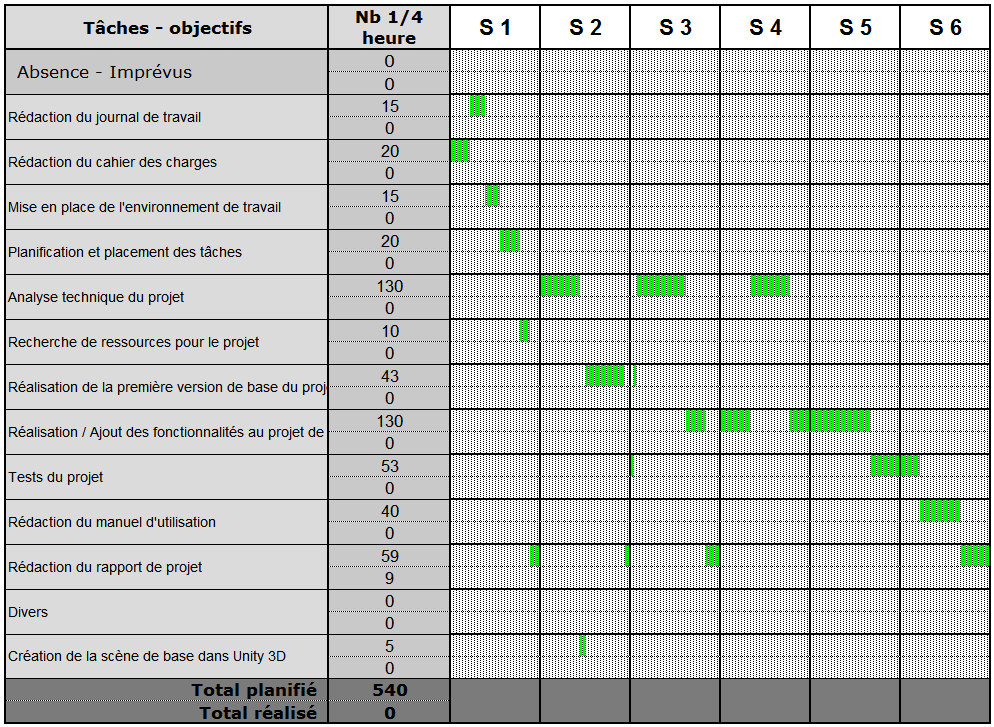 Tâches - objectifs
Nb 1/4
heure
S 1
S 2
S 3
S 4
S 5
S 6
Absence - Imprévus
0
0
Rédaction du journal de travail
15
0
Rédaction du cahier des charges
20
0
Mise en place de l'environnement de travail
15
0
Planification et placement des tâches
20
0
Analyse technique du projet
130
0
Recherche de ressources pour le projet
10
0
Réalisation de la première version de base du proj
43
0
Réalisation / Ajout des fonctionnalités au projet de
130
0
Tests du projet
53
0
Rédaction du manuel d'utilisation
40
0
Rédaction du rapport de projet
59
9
Divers
0
0
Création de la scène de base dans Unity 3D
5
0
Total planifié
540
Total réalisé
0